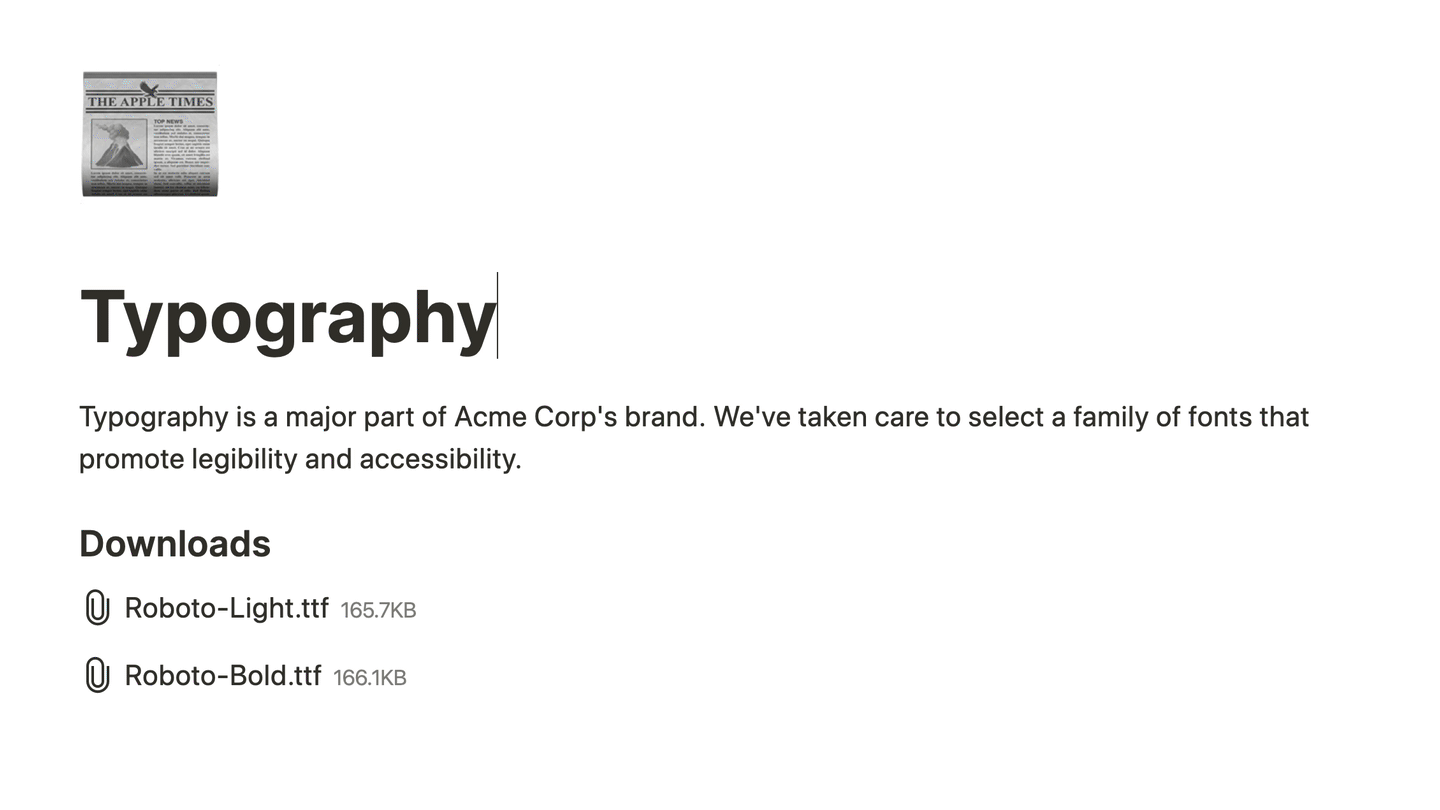 THE APPLE TIMES
TOP NEWS
Typography
Typography is a major part of Acme Corp's brand. We've taken care to select a family of fonts that
promote legibility and accessibility.
Downloads
Roboto-Light.ttf 165.7KB
Roboto-Bold.ttf 166.1KB